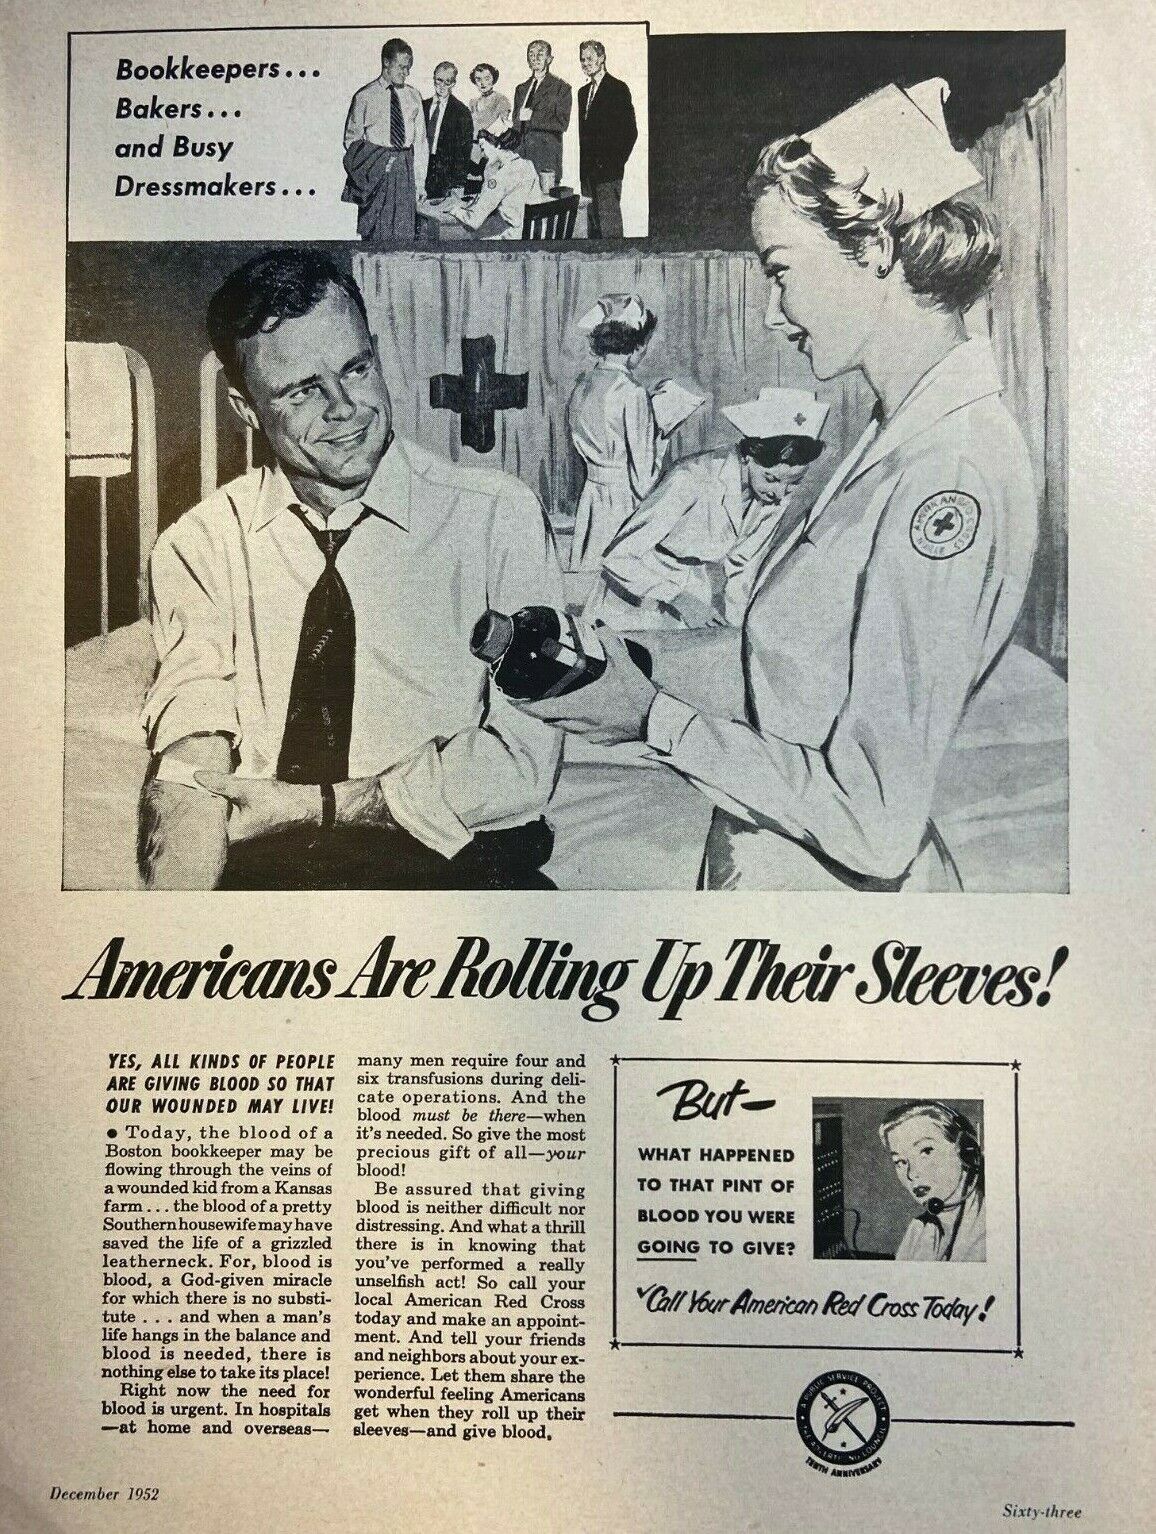 Bookkeepers...
Bakers...
and Busy
Dressmakers...
Americans Are Rolling Up Their Sleeves!
YES, ALL KINDS OF PEOPLE
ARE GIVING BLOOD SO THAT
OUR WOUNDED MAY LIVE!
● Today, the blood of a
Boston bookkeeper may be
flowing through the veins of
a wounded kid from a Kansas
farm...the blood of a pretty
Southern housewife may have
saved the life of a grizzled
leatherneck. For, blood is
blood, a God-given miracle
for which there is no substi-
tute . . . and when a man's
life hangs in the balance and
blood is needed, there is
nothing else to take its place!
Right now the need for
blood is urgent. In hospitals
—at home and overseas—
many men require four and
six transfusions during deli-
cate operations. And the
blood must be there—when
it's needed. So give the most
precious gift of all—your
blood!
Be assured that giving
blood is neither difficult nor
distressing. And what a thrill
there is in knowing that
you've performed a really
unselfish act! So call your
local American Red Cross
today and make an appoint-
ment. And tell your friends
and neighbors about your ex-
perience. Let them share the
wonderful feeling Americans
get when they roll up their
sleeves—and give blood.
But—
WHAT HAPPENED
TO THAT PINT OF
BLOOD YOU WERE
GOING TO GIVE?
Call Your American Red Cross Today!
A PUBLIC SERVICE PROJECT
THE ADVERTISING COUNCIL
TENTH ANNIVERSARY
December 1952
Sixty-three